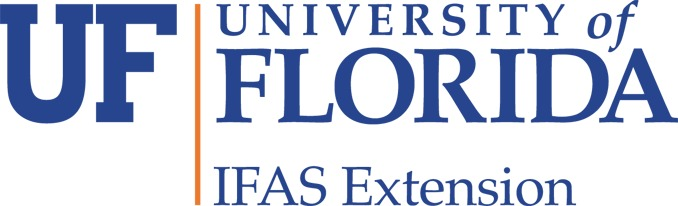 UF
UNIVERSITY of
FLORIDA
IFAS Extension